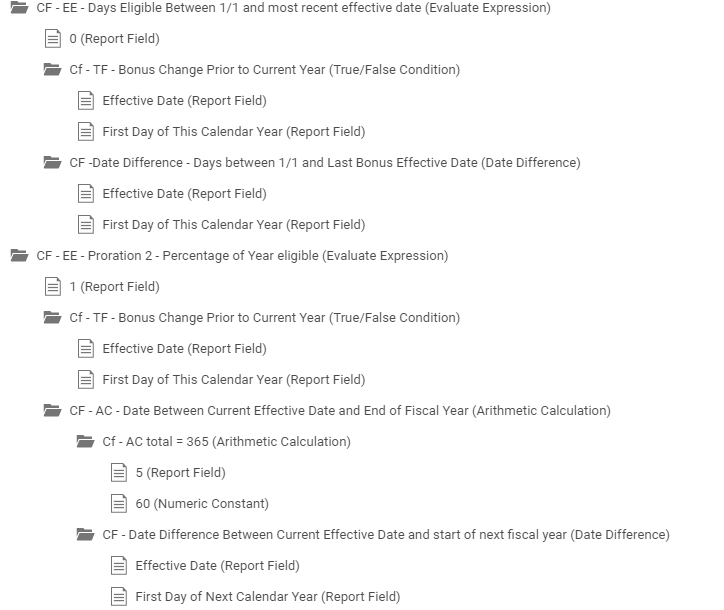 CF - EE - Days Eligible Between 1/1 and most recent effective date (Evaluate Expression)
0 (Report Field)
Cf - TF - Bonus Change Prior to Current Year (True/False Condition)
Effective Date (Report Field)
First Day of This Calendar Year (Report Field)
CF -Date Difference - Days between 1/1 and Last Bonus Effective Date (Date Difference)
Effective Date (Report Field)
First Day of This Calendar Year (Report Field)
CF - EE - Proration 2 - Percentage of Year eligible (Evaluate Expression)
1 (Report Field)
Cf - TF - Bonus Change Prior to Current Year (True/False Condition)
Effective Date (Report Field)
First Day of This Calendar Year (Report Field)
CF - AC - Date Between Current Effective Date and End of Fiscal Year (Arithmetic Calculation)
Cf - AC total = 365 (Arithmetic Calculation)
5 (Report Field)
60 (Numeric Constant)
CF - Date Difference Between Current Effective Date and start of next fiscal year (Date Difference)
Effective Date (Report Field)
First Day of Next Calendar Year (Report Field)